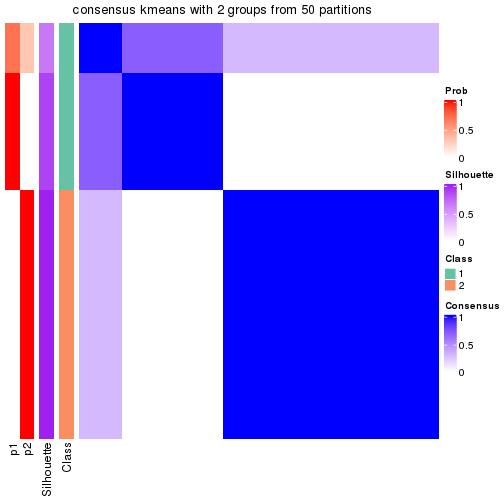 consensus kmeans with 2 groups from 50 partitions
Prob
1
0.5
0
Silhouette
1
0.5
0
Class
1
2
Consensus
1
0.5
0
p1
p2
Silhouette
Class